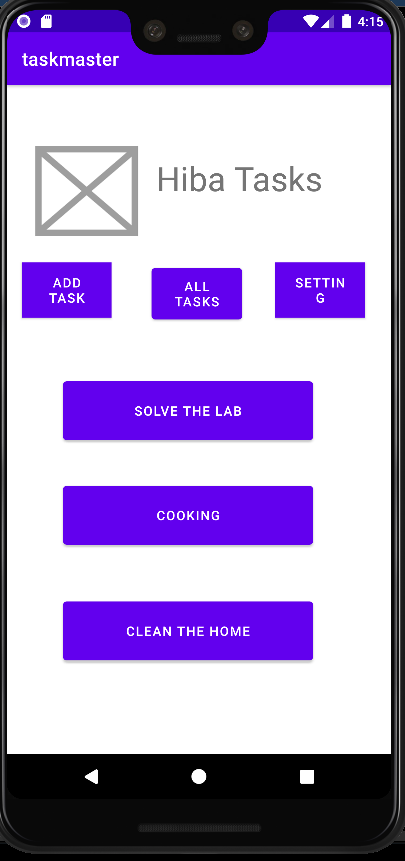 4:15
taskmaster
Hiba Tasks
ADD
TASK
ALL
TASKS
SETTIN
G
SOLVE THE LAB
COOKING
CLEAN THE HOME